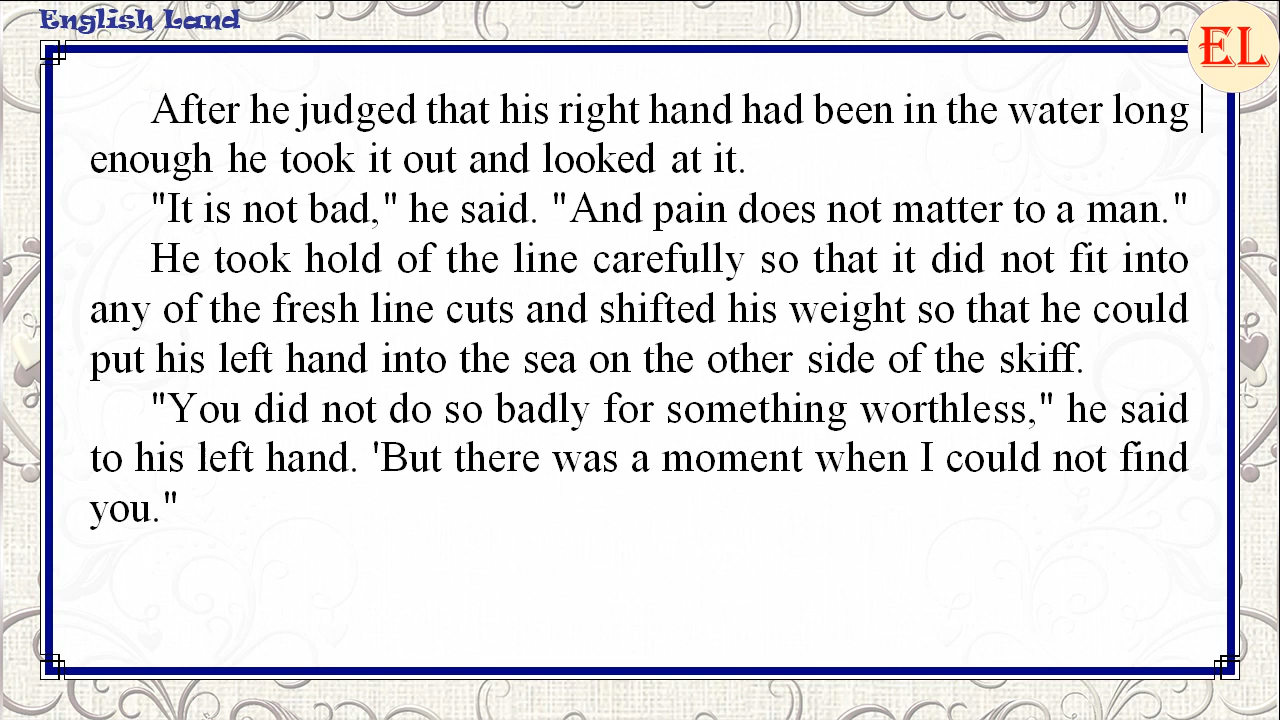 English Land
EL
After he judged that his right hand had been in the water long
enough he took it out and looked at it.
"It is not bad," he said. "And pain does not matter to a man."
He took hold of the line carefully so that it did not fit into
any of the fresh line cuts and shifted his weight so that he could
put his left hand into the sea on the other side of the skiff.
"You did not do so badly for something worthless," he said
to his left hand. 'But there was a moment when I could not find
you."